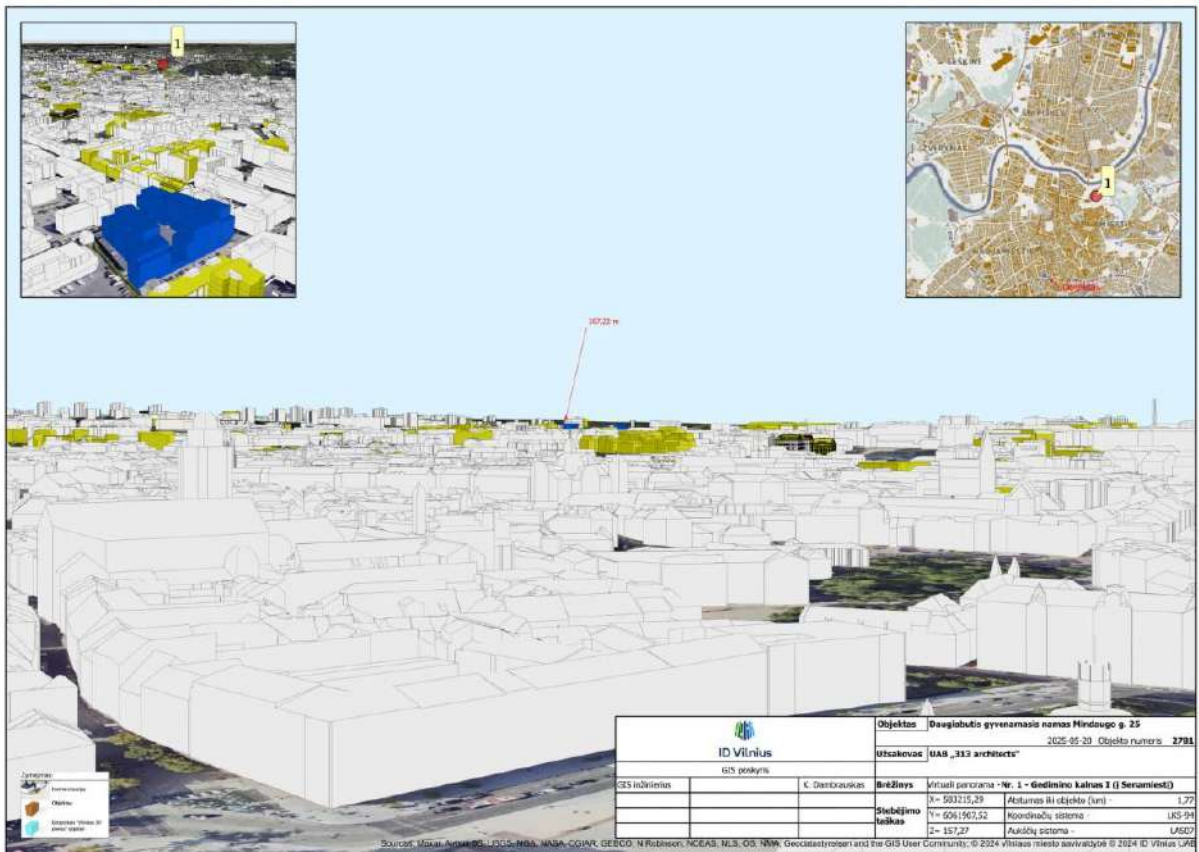 1
ŽVĖRYNAS
1
167,22 m
ID Vilnius
GIS poskyris
GIS inžinierius
K. Dambrauskas
Objektas
Daugiabutis gyvenamasis namas Mindaugo g. 25
2025-05-20 Objekto numeris 2701
Užsakovas
UAB „313 architects"
Brėžinys
Virtuali panorama - Nr. 1 - Gedimino kalnas I (į Senamiestį)
Stebėjimo taškas
X= 583215,29
Atstumas iki objekto (km) - 1,77
Y= 6061907,52
Koordinačių sistema - LKS-94
Z= 157,27
Aukščių sistema - LAS07
Objektas
Sources: Maxar, Airbus DS, USGS, NGA, NASA, CGIAR, GEBCO, N Robinson, NCEAS, NLS, OS, NMA, Geodatastyrelsen and the GIS User Community; © 2024 Vilniaus miesto savivaldybė © 2024 ID Vilnius UAB